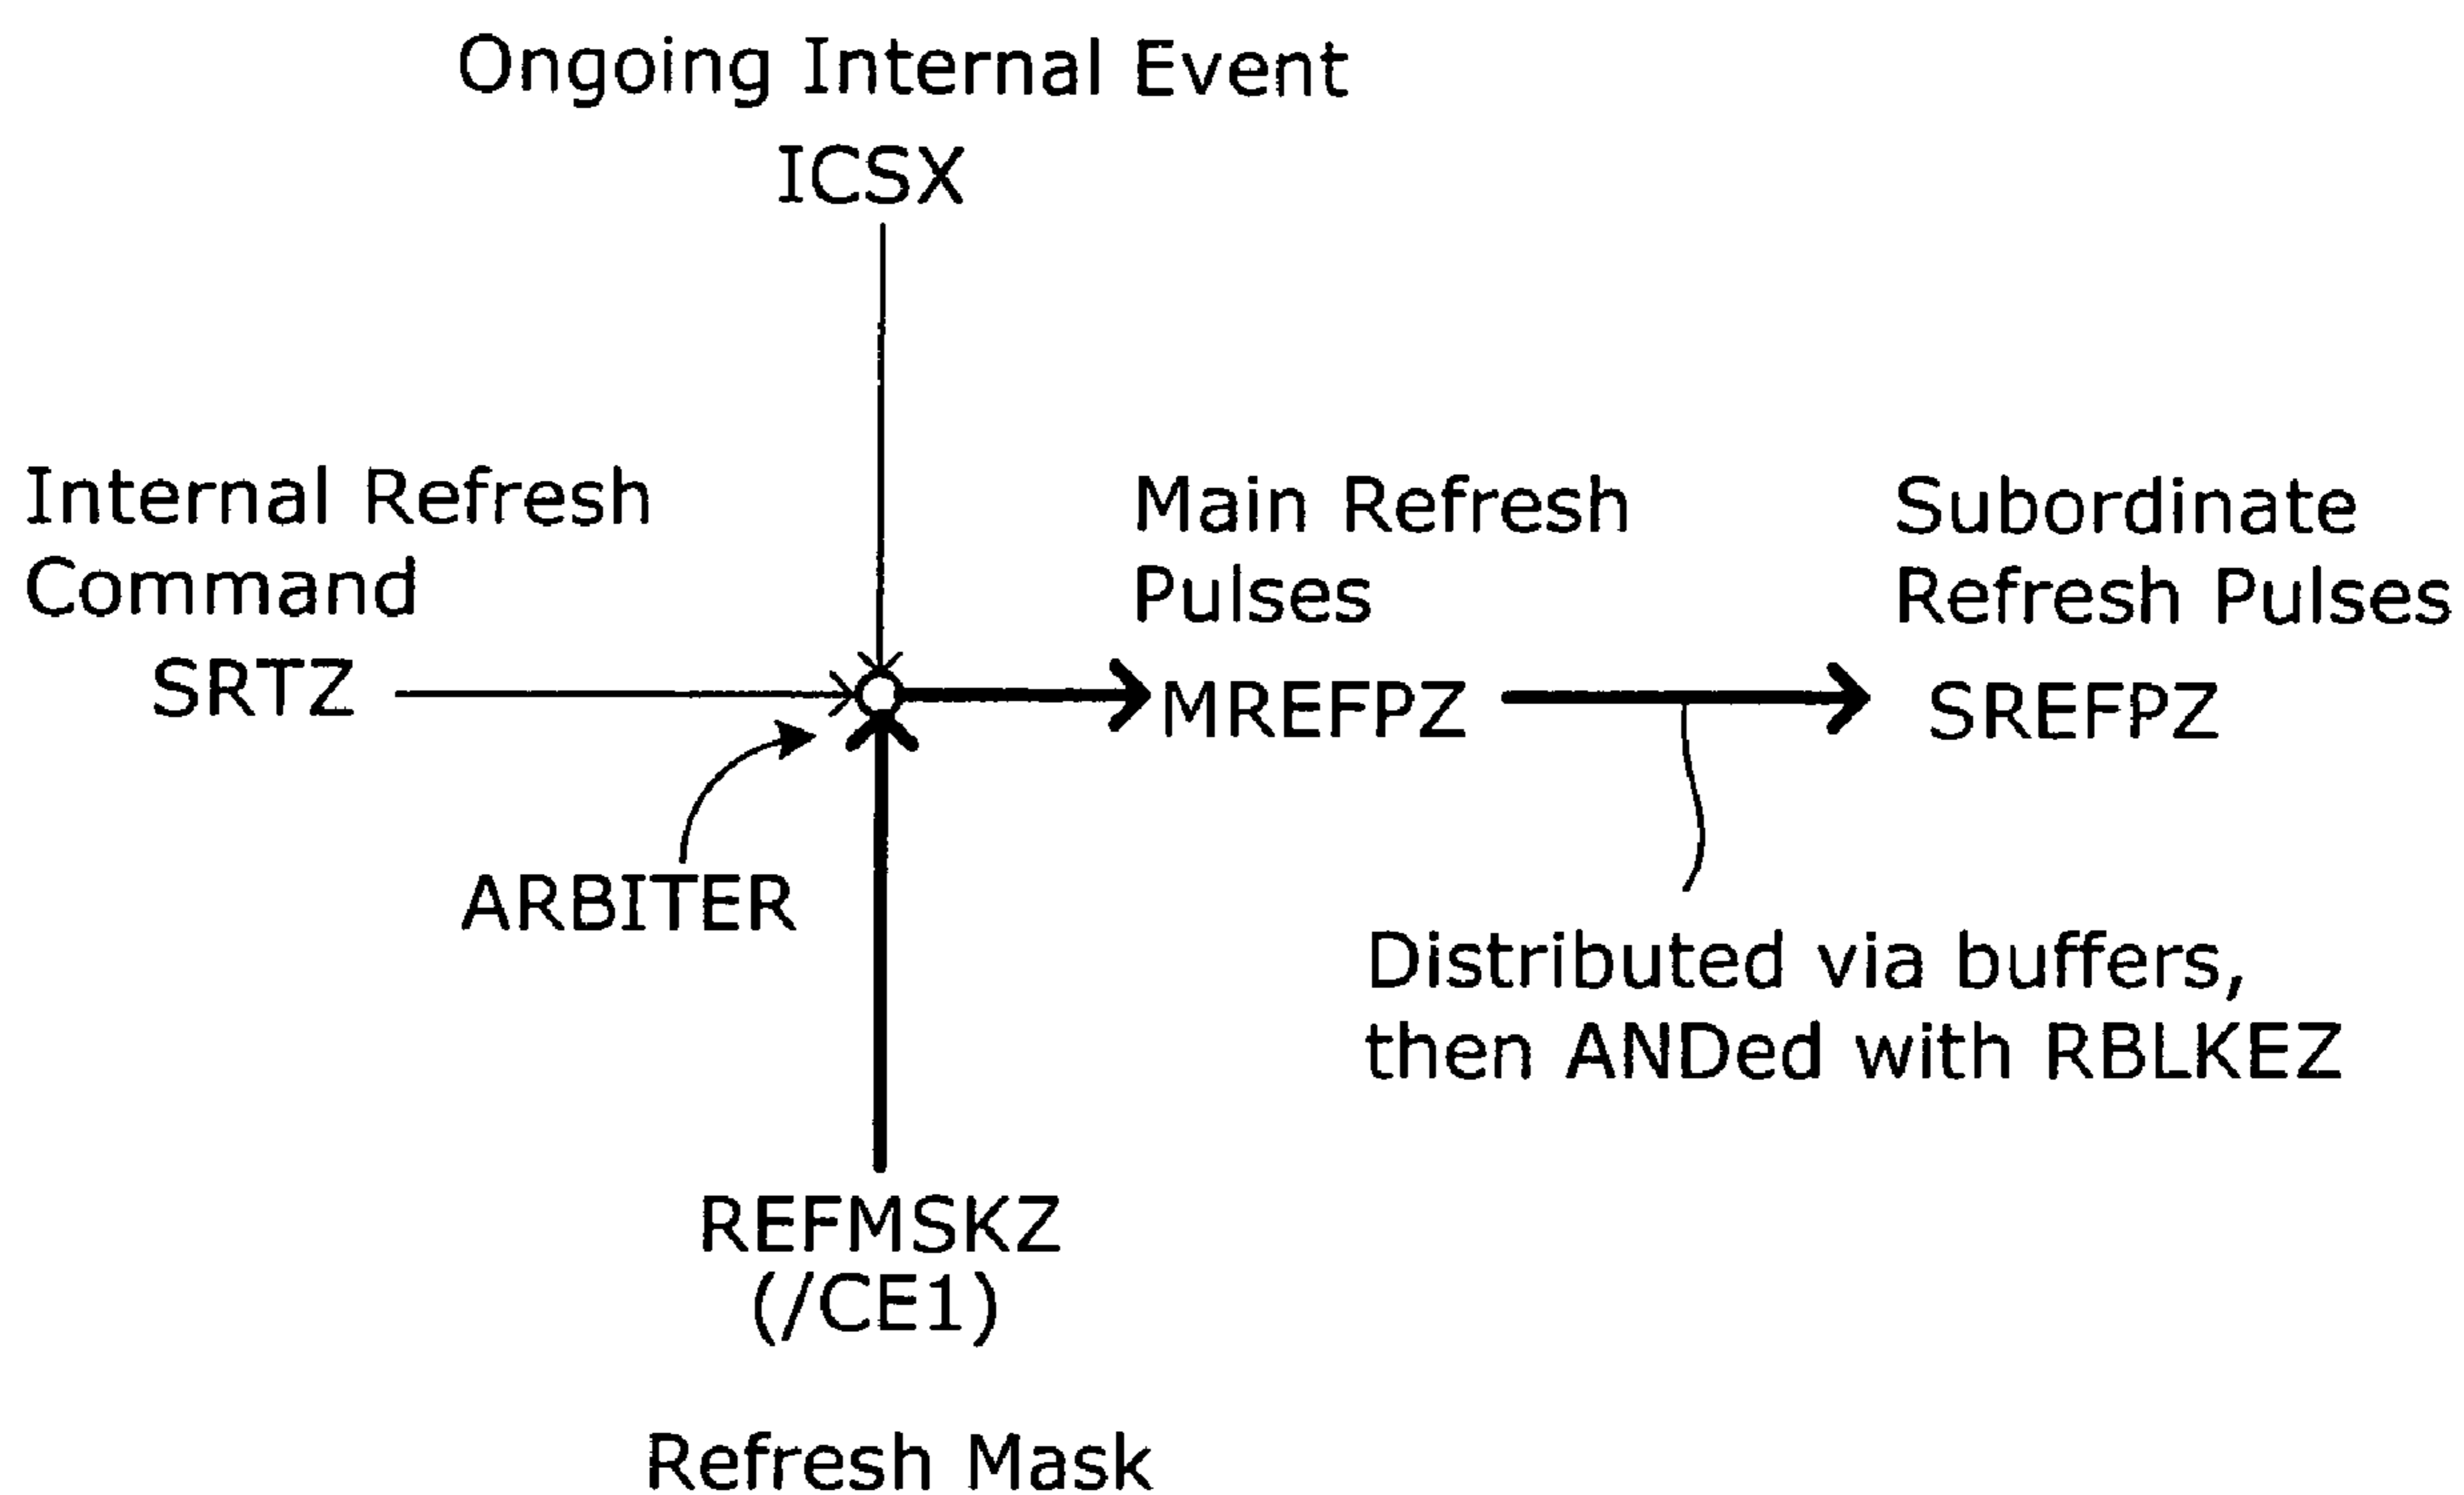 Ongoing Internal Event
ICSX
Internal Refresh
Command
SRTZ
Main Refresh
Pulses
MREFPZ
Subordinate
Refresh Pulses
SREFPZ
ARBITER
Distributed via buffers,
then ANDed with RBLKEZ
REFMSKZ
(/CE1)
Refresh Mask